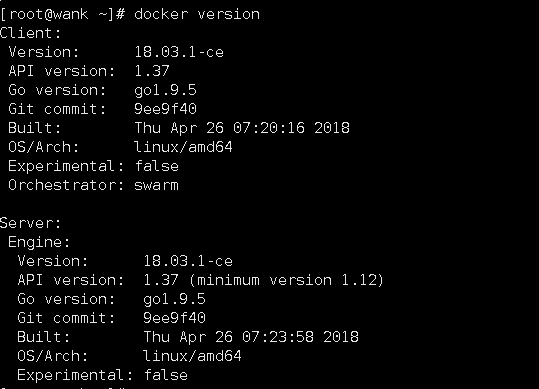 [root@wank ~]# docker version
Client:
 Version:      18.03.1-ce
 API version:  1.37
 Go version:   go1.9.5
 Git commit:   9ee9f40
 Built:        Thu Apr 26 07:20:16 2018
 OS/Arch:      linux/amd64
 Experimental: false
 Orchestrator: swarm

Server:
 Engine:
  Version:      18.03.1-ce
  API version:  1.37 (minimum version 1.12)
  Go version:   go1.9.5
  Git commit:   9ee9f40
  Built:        Thu Apr 26 07:23:58 2018
  OS/Arch:      linux/amd64
  Experimental: false